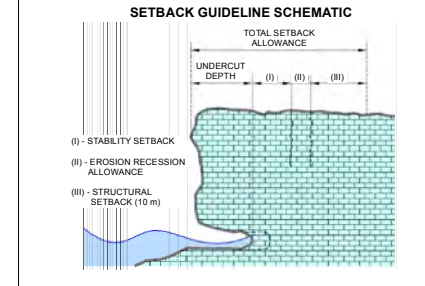 SETBACK GUIDELINE SCHEMATIC
TOTAL SETBACK
ALLOWANCE
UNDERCUT
DEPTH
(I) (II) (III)
(I) - STABILITY SETBACK
(II) - EROSION RECESSION
ALLOWANCE
(III) - STRUCTURAL
SETBACK (10 m)